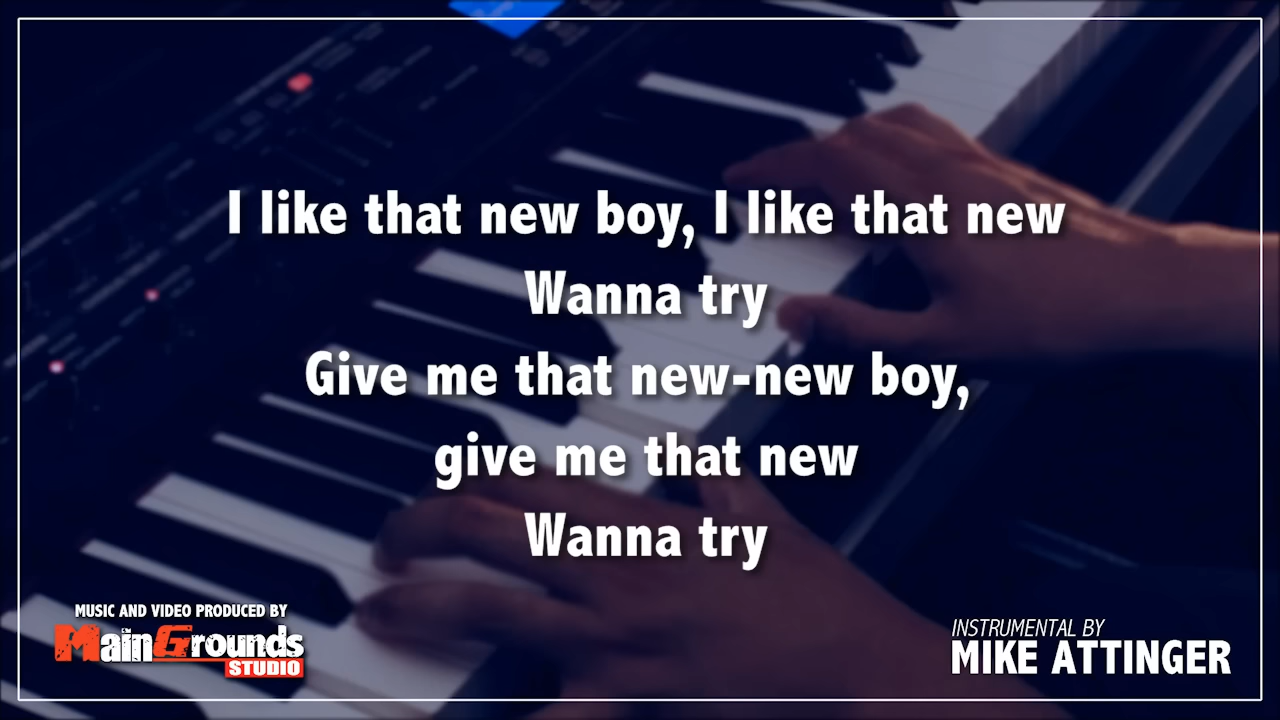 I like that new boy, I like that new
Wanna try
Give me that new-new boy,
give me that new
Wanna try
MUSIC AND VIDEO PRODUCED BY
MainGrounds
STUDIO
INSTRUMENTAL BY
MIKE ATTINGER